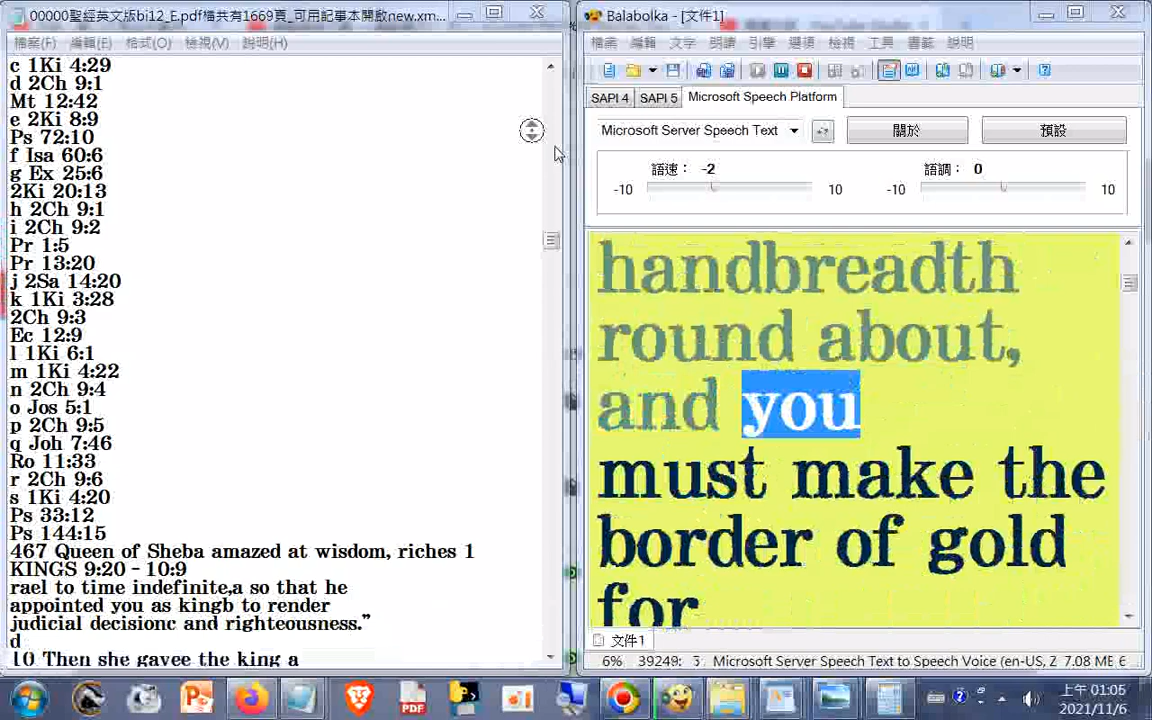 00000聖經英文版bi12_E.pdf檔共有1669頁_可用記事本開啟new.xm...
檔案(F) 編輯(E) 格式(O) 檢視(V) 說明(H)
c 1Ki 4:29
d 2Ch 9:1
Mt 12:42
e 2Ki 8:9
Ps 72:10
f Isa 60:6
g Ex 25:6
2Ki 20:13
h 2Ch 9:1
i 2Ch 9:2
Pr 1:5
Pr 13:20
j 2Sa 14:20
k 1Ki 3:28
2Ch 9:3
Ec 12:9
l 1Ki 6:1
m 1Ki 4:22
n 2Ch 9:4
o Jos 5:1
p 2Ch 9:5
q Joh 7:46
Ro 11:33
r 2Ch 9:6
s 1Ki 4:20
Ps 33:12
Ps 144:15
467 Queen of Sheba amazed at wisdom, riches 1
KINGS 9:20 - 10:9
rael to time indefinite,a so that he
appointed you as kingb to render
judicial decisionc and righteousness.”
d
10 Then she gavee the king a
Balabolka - [文件1]
檔案 編輯 文字 朗讀 引擎 選項 檢視 工具 書籤 說明
SAPI 4 SAPI 5 Microsoft Speech Platform
Microsoft Server Speech Text 關於 預設
語速： -2 語調： 0
-10 10 -10 10
handbreadth
round about,
and you
must make the
border of gold
for
文件1
6% 39249: Microsoft Server Speech Text to Speech Voice (en-US, Z 7.08 MB 6
PDF
上午 01:05
2021/11/6